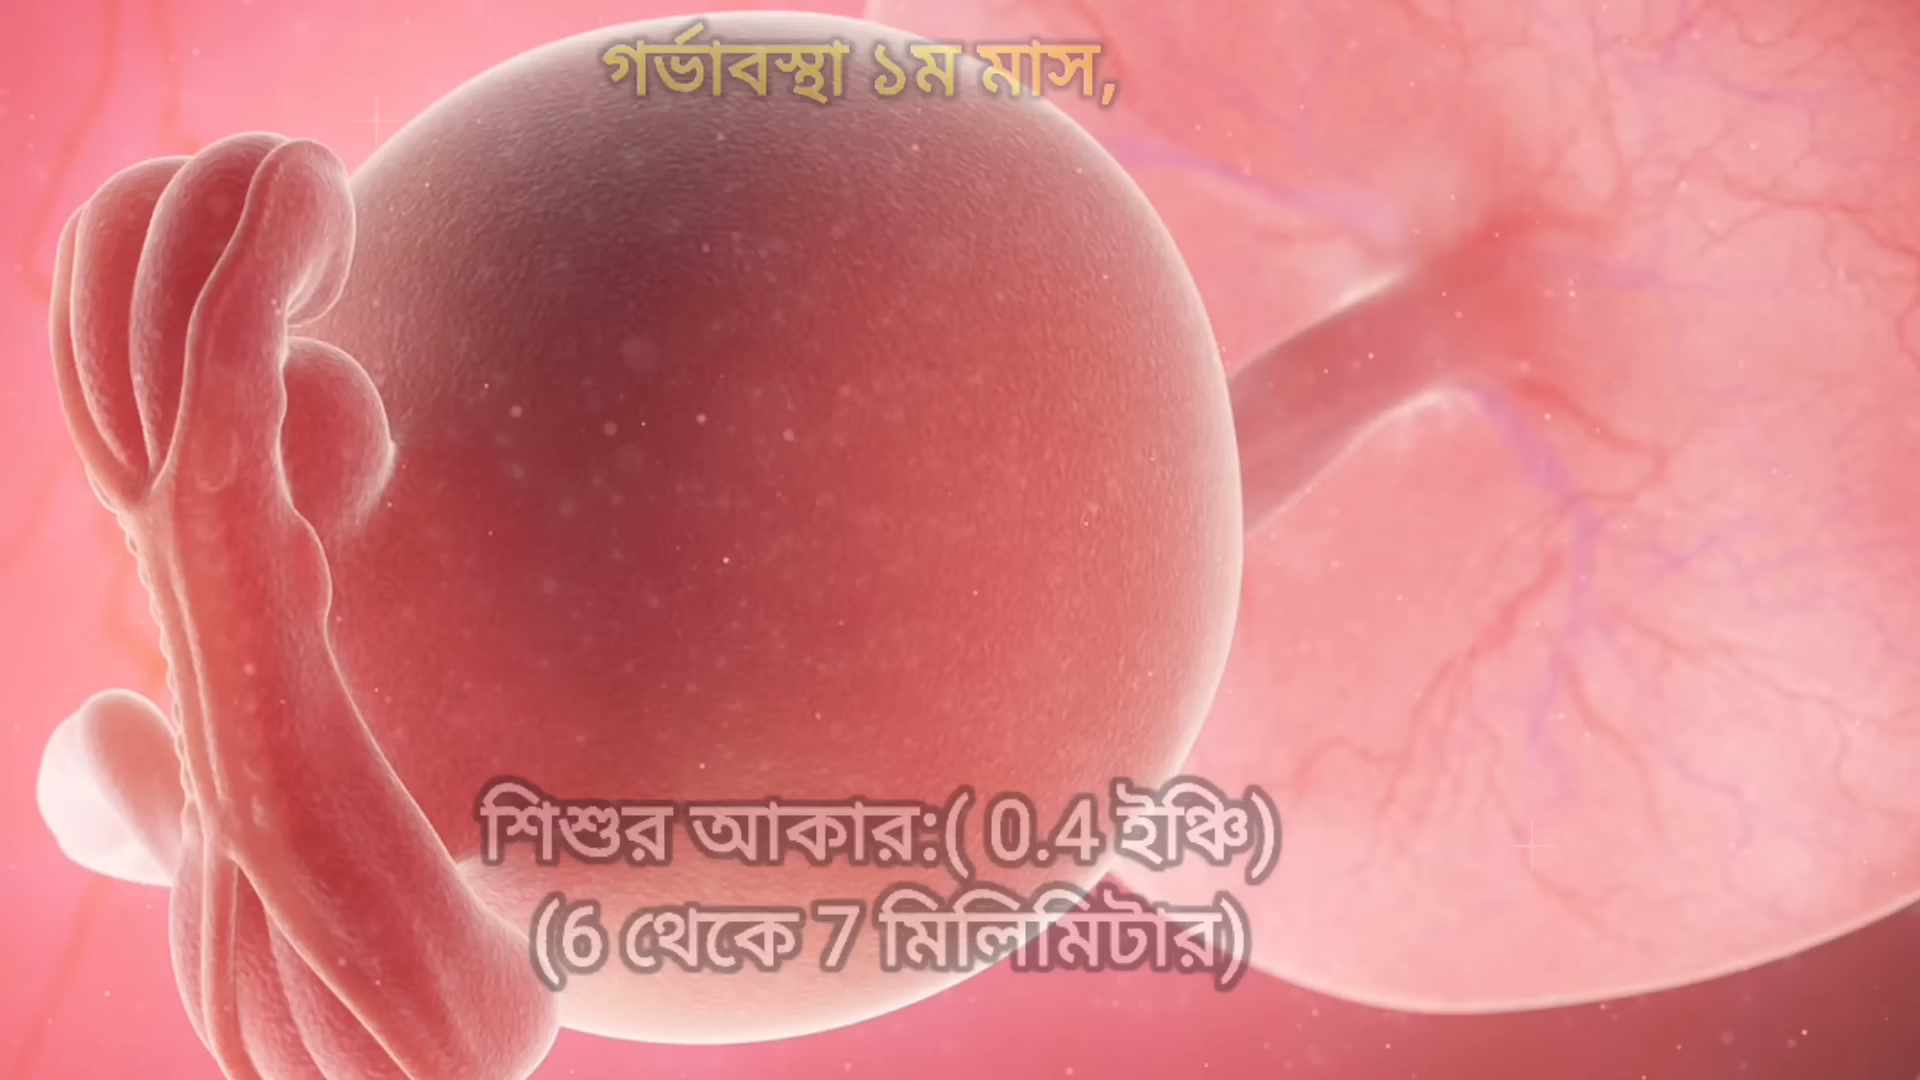 গর্ভাবস্থা ১ম মাস,
শিশুর আকার:( 0.4 ইঞ্চি)
(6 থেকে 7 মিলিমিটার)